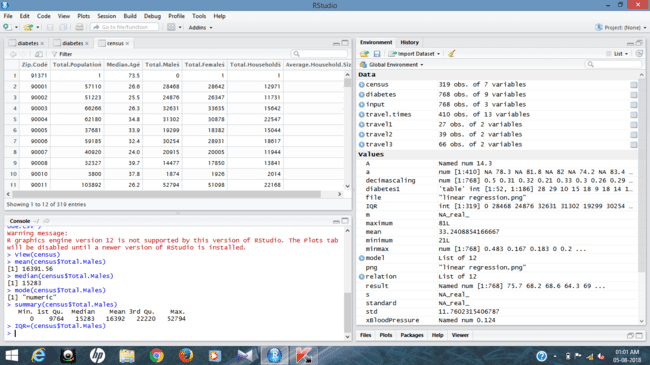 RStudio
File Edit Code View Plots Session Build Debug Profile Tools Help
Go to file/function Addins Project: (None)
diabetes diabetes census
Filter
Zip.Code Total.Population Median.Age Total.Males Total.Females Total.Households Average.Household.Siz
1 91371 1 73.5 0 1 1
2 90001 57110 26.6 28468 28642 12971
3 90002 51223 25.5 24876 26347 11731
4 90003 66266 26.3 32631 33635 15642
5 90004 62180 34.8 31302 30878 22547
6 90005 37681 33.9 19299 18382 15044
7 90006 59185 32.4 30254 28931 18617
8 90007 40920 24.0 20915 20005 11944
9 90008 32327 39.7 14477 17850 13841
10 90010 3800 37.8 1874 1926 2014
11 90011 103892 26.2 52794 51098 22168
Showing 1 to 12 of 319 entries
Console ~/
Warning message:
R graphics engine version 12 is not supported by this version of RStudio. The Plots tab
will be disabled until a newer version of RStudio is installed.
> View(census)
> mean(census$Total.Males)
[1] 16391.56
> median(census$Total.Males)
[1] 15283
> mode(census$Total.Males)
[1] "numeric"
> summary(census$Total.Males)
Min. 1st Qu. Median Mean 3rd Qu. Max.
0 9764 15283 16392 22220 52794
> IQR=(census$Total.Males)
>
Environment History
Import Dataset List
Global Environment
Data
census 319 obs. of 7 variables
diabetes 768 obs. of 9 variables
input 768 obs. of 3 variables
travel.times 410 obs. of 13 variables
travel1 27 obs. of 2 variables
travel2 39 obs. of 2 variables
travel3 66 obs. of 2 variables
Values
A Named num 14.3
a num [1:410] NA 78.3 NA 81.8 NA 82 NA 74.2 NA 83.4 …
decimascaling num [1:768] 0.5 0.31 0.32 0.21 0.33 0.3 0.26 0.29 …
diabetes1 'table' int [1:52, 1:186] 28 29 10 15 18 9 18 14 1…
file "linear regression.png"
IQR int [1:319] 0 28468 24876 32631 31302 19299 30254 …
m NA_real_
maximum 81L
mean 33.2408854166667
minimum 21L
minmax num [1:768] 0.483 0.167 0.183 0 0.2 ...
model List of 12
png "linear regression.png"
relation List of 12
result Named num [1:768] 75.7 68.2 68.6 64.3 69 ...
s NA_real_
standard NA_real_
std 11.7602315406787
xBloodPressure Named num 0.124
Files Plots Packages Help Viewer
01:01 AM
05-08-2018